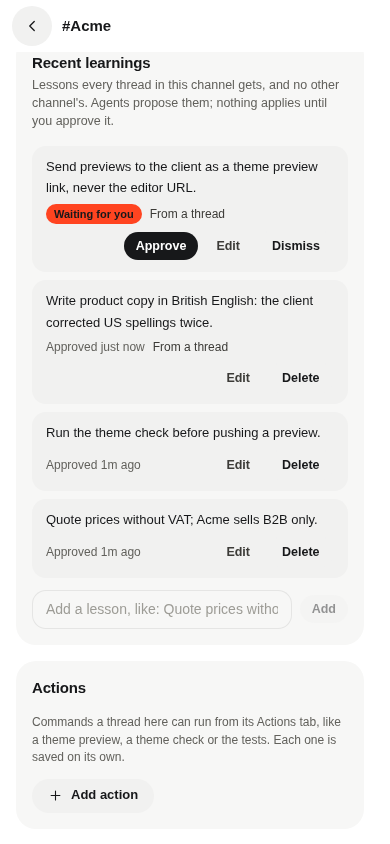 #Acme
Recent learnings
Lessons every thread in this channel gets, and no other
channel's. Agents propose them; nothing applies until
you approve it.
Send previews to the client as a theme preview
link, never the editor URL.
Waiting for you From a thread
Approve Edit Dismiss
Write product copy in British English: the client
corrected US spellings twice.
Approved just now From a thread
Edit Delete
Run the theme check before pushing a preview.
Approved 1m ago Edit Delete
Quote prices without VAT; Acme sells B2B only.
Approved 1m ago Edit Delete
Add a lesson, like: Quote prices witho Add
Actions
Commands a thread here can run from its Actions tab, like
a theme preview, a theme check or the tests. Each one is
saved on its own.
Add action